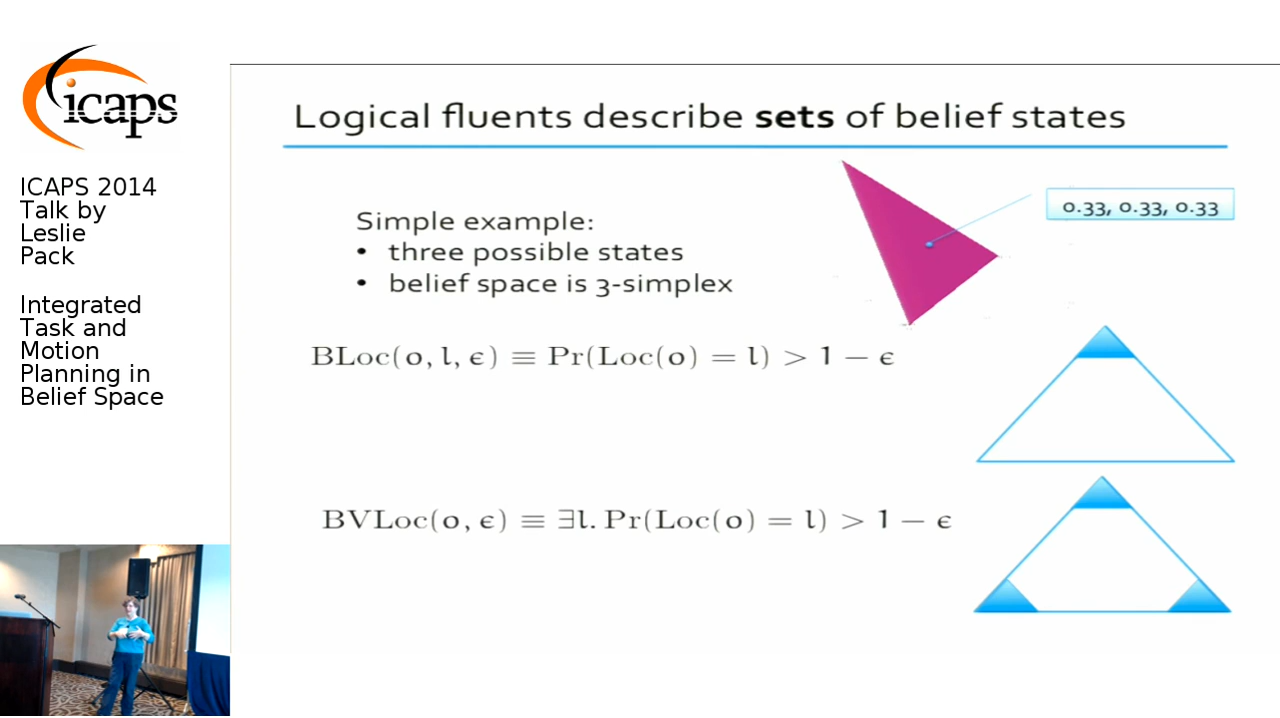 icaps
ICAPS 2014
Talk by
Leslie
Pack
Integrated
Task and
Motion
Planning in
Belief Space
Logical fluents describe sets of belief states
Simple example:
• three possible states
• belief space is 3-simplex
0.33, 0.33, 0.33
BLoc(o, l, ϵ) ≡ Pr(Loc(o) = l) > 1 − ϵ
BVLoc(o, ϵ) ≡ ∃l. Pr(Loc(o) = l) > 1 − ϵ